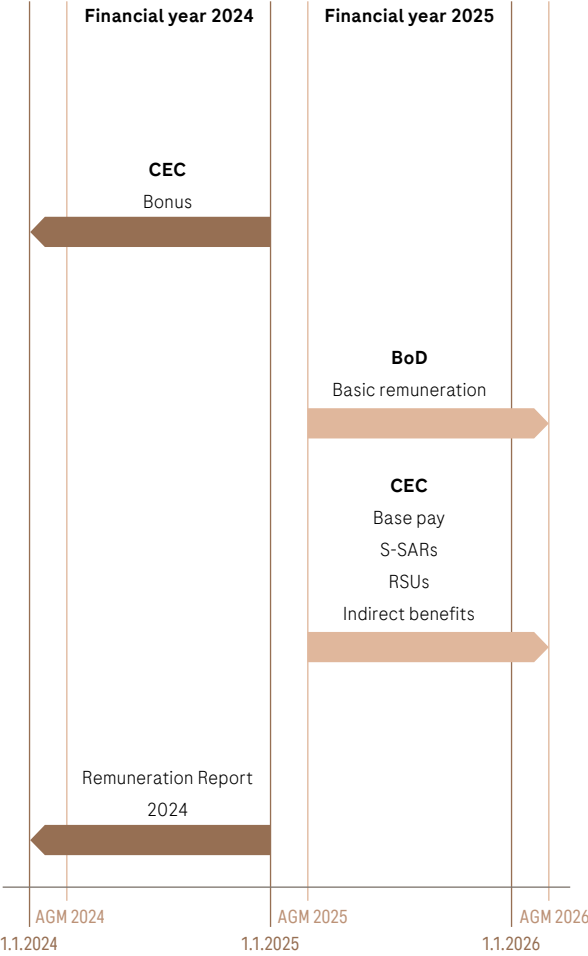 Financial year 2024 Financial year 2025
CEC
Bonus
BoD
Basic remuneration
CEC
Base pay
S-SARs
RSUs
Indirect benefits
Remuneration Report
2024
AGM 2024 AGM 2025 AGM 2026
1.1.2024 1.1.2025 1.1.2026